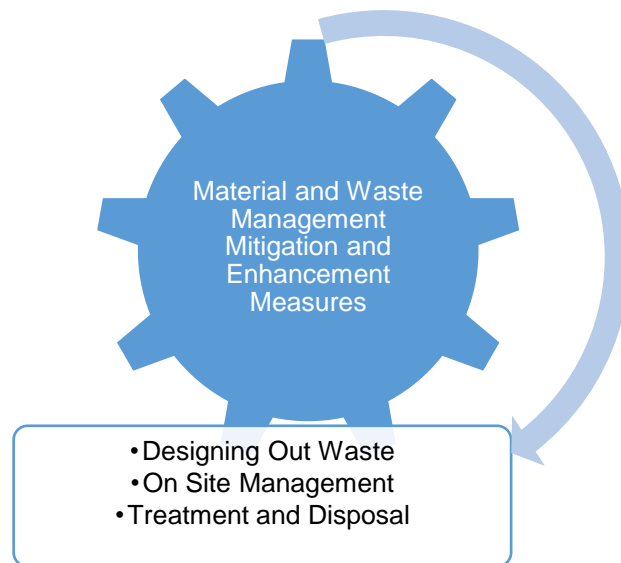 Material and Waste
Management
Mitigation and
Enhancement
Measures
•Designing Out Waste
•On Site Management
•Treatment and Disposal